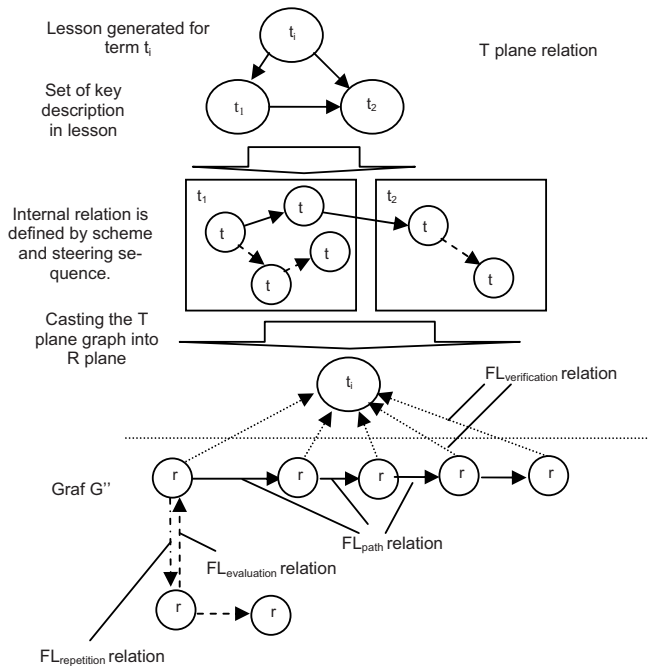 Lesson generated for
term tᵢ
tᵢ
T plane relation
Set of key
description
in lesson
t₁
t₂
t₁
t₂
t
t
t
t
t
t
Internal relation is
defined by scheme
and steering se-
quence.
Casting the T
plane graph into
R plane
tᵢ
FLverification relation
Graf G’’
r
r
r
r
r
FLpath relation
FLevaluation relation
r
r
FLrepetition relation